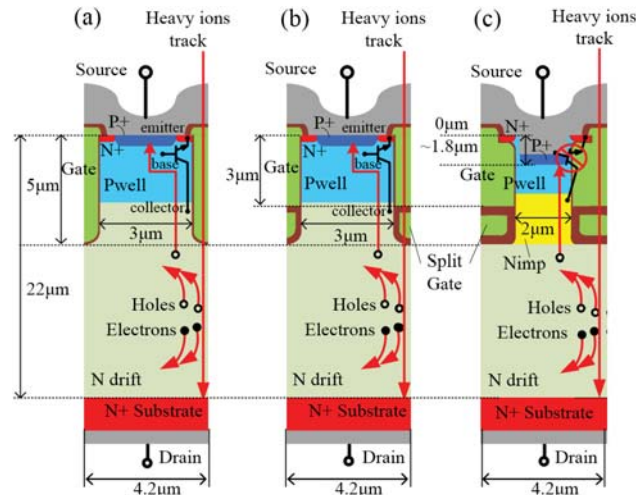 (a)
Heavy ions
track
Source
P+
emitter
N+
Gate
base
5μm
Pwell
collector
3μm
22μm
Holes
Electrons
N drift
N+ Substrate
Drain
4.2μm
(b)
Heavy ions
track
Source
P+
emitter
N+
Gate
base
3μm
Pwell
collector
3μm
Split
Gate
Holes
Electrons
N drift
N+ Substrate
Drain
4.2μm
(c)
Heavy ions
track
Source
0μm
N+
~1.8μm
P+
Gate
Pwell
2μm
Nimp
Holes
Electrons
N drift
N+ Substrate
Drain
4.2μm